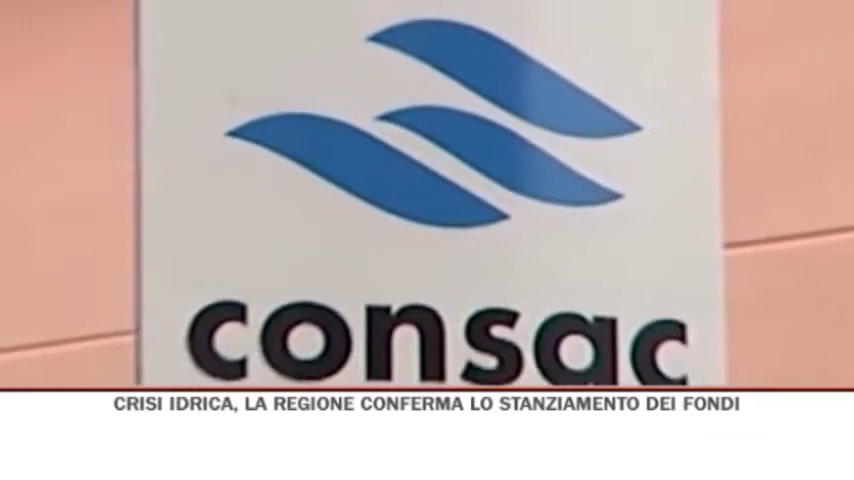 consac
CRISI IDRICA, LA REGIONE CONFERMA LO STANZIAMENTO DEI FONDI